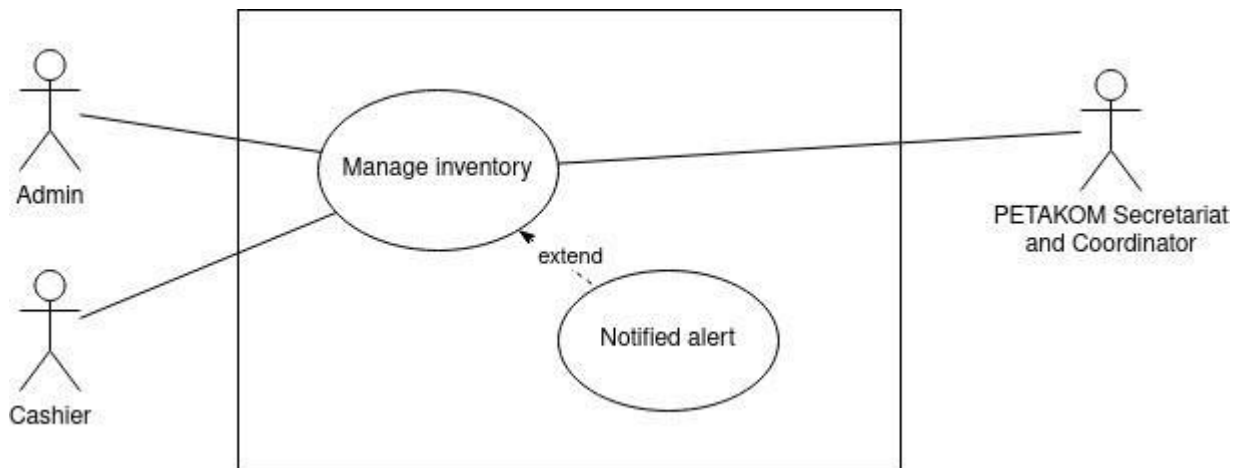 Manage inventory
Admin
PETAKOM Secretariat
and Coordinator
extend
Notified alert
Cashier